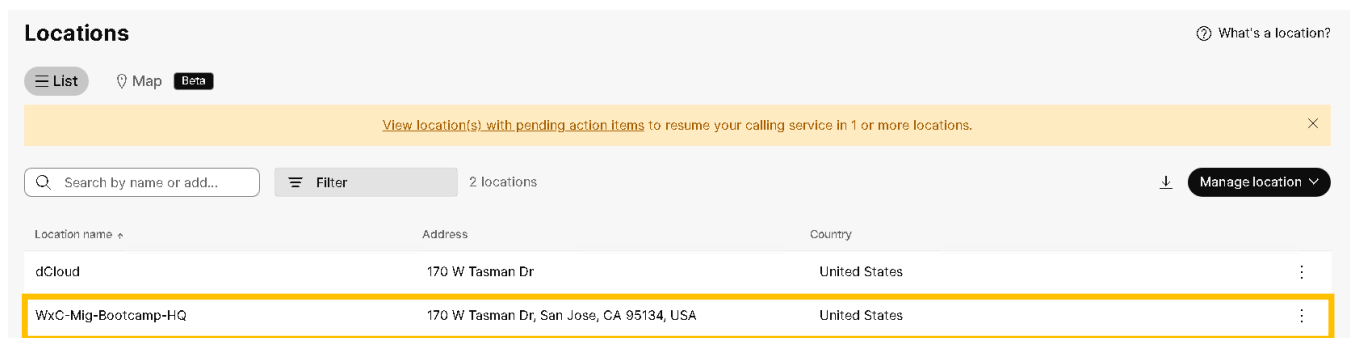 Locations
What's a location?
List
Map Beta
View location(s) with pending action items to resume your calling service in 1 or more locations.
Search by name or add...
Filter
2 locations
Manage location
Location name Address Country
dCloud 170 W Tasman Dr United States
WxC-Mig-Bootcamp-HQ 170 W Tasman Dr, San Jose, CA 95134, USA United States